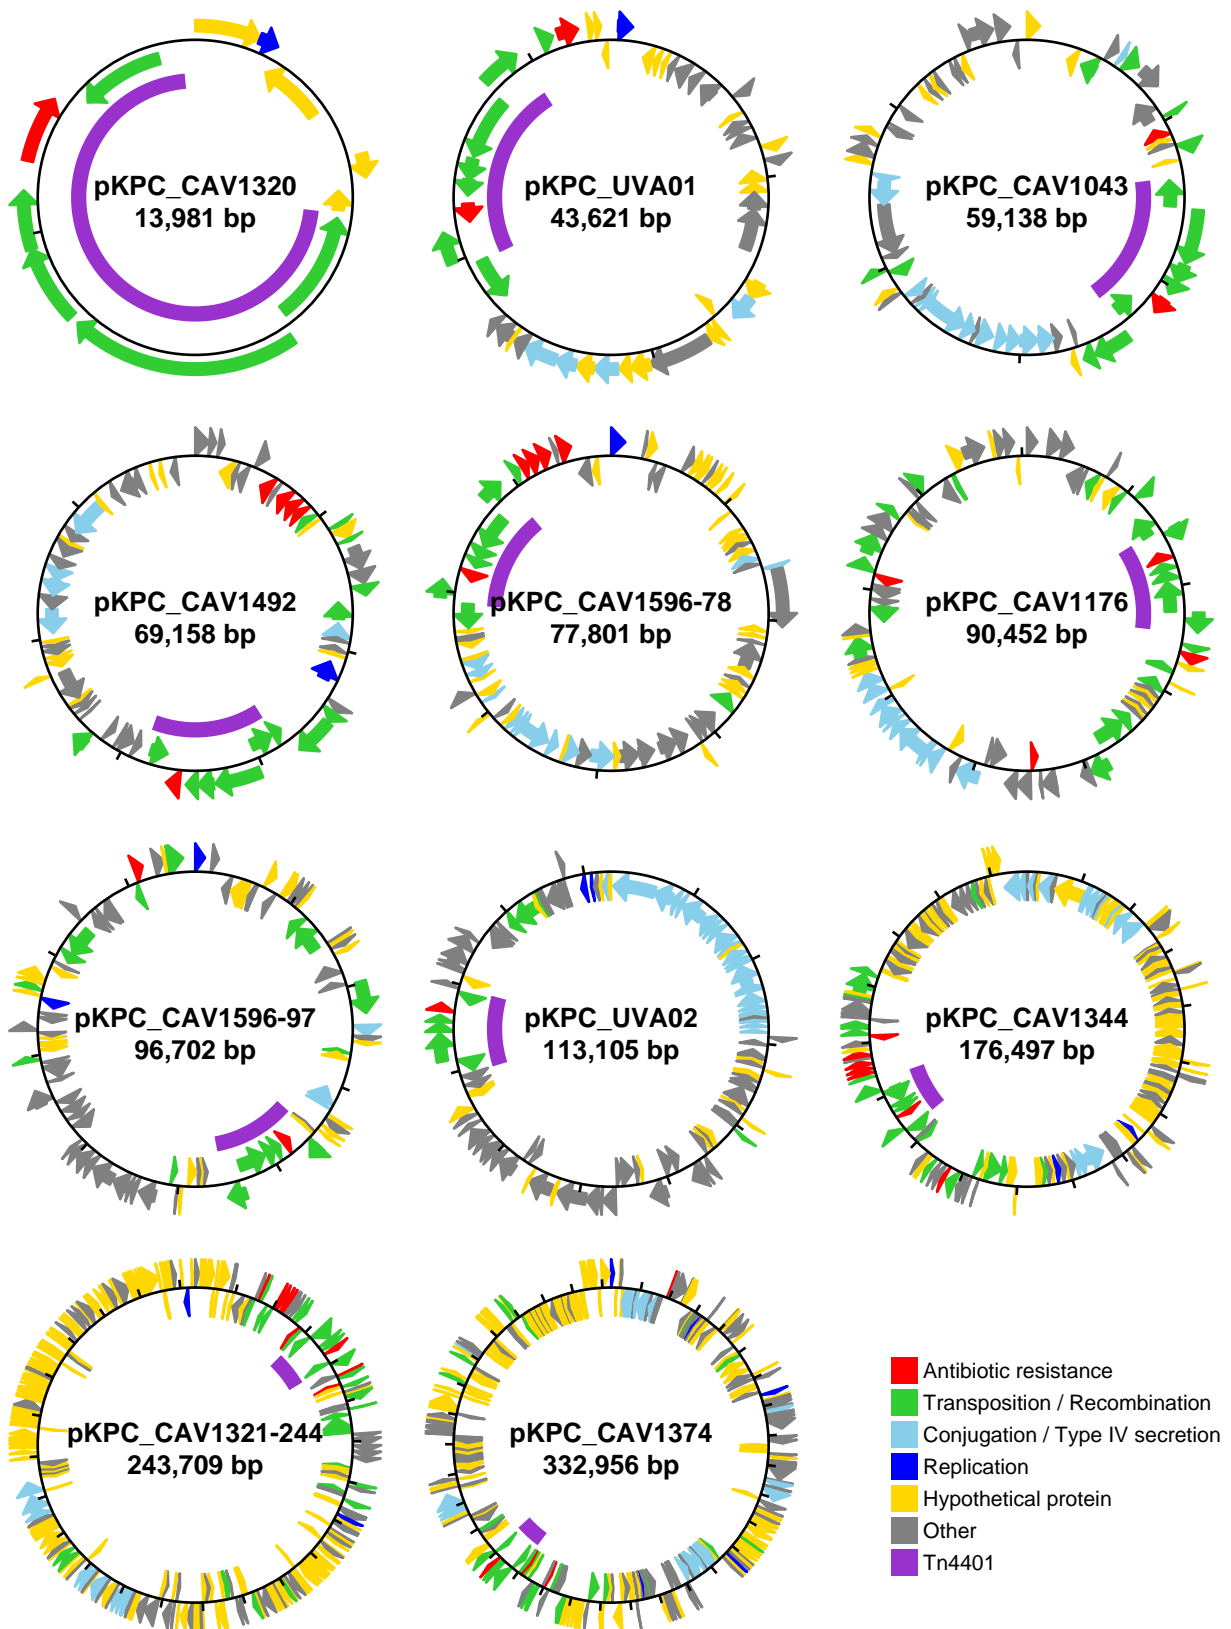 pKPC_CAV1320
13,981 bp
pKPC_UVA01
43,621 bp
pKPC_CAV1043
59,138 bp
pKPC_CAV1492
69,158 bp
pKPC_CAV1596-78
77,801 bp
pKPC_CAV1176
90,452 bp
pKPC_CAV1596-97
96,702 bp
pKPC_UVA02
113,105 bp
pKPC_CAV1344
176,497 bp
pKPC_CAV1321-244
243,709 bp
pKPC_CAV1374
332,956 bp
Antibiotic resistance
Transposition / Recombination
Conjugation / Type IV secretion
Replication
Hypothetical protein
Other
Tn4401